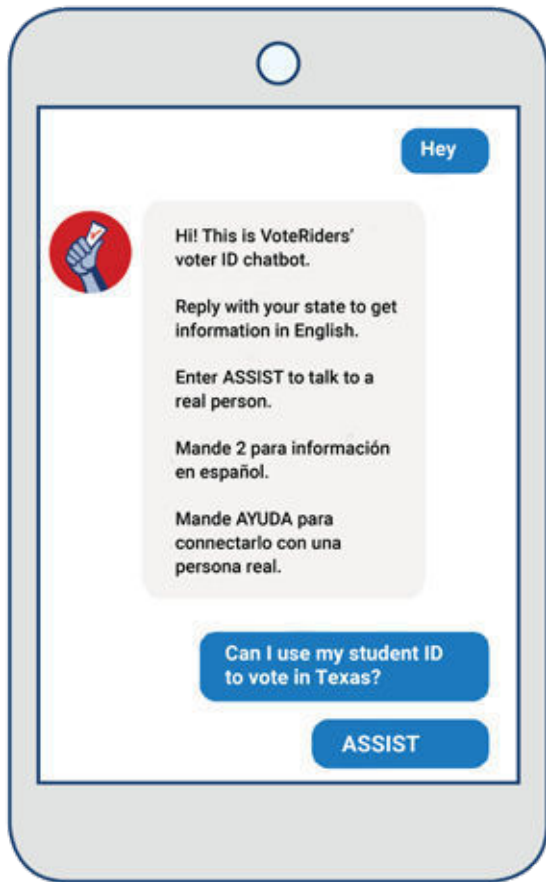 Hey
Hi! This is VoteRiders'
voter ID chatbot.
Reply with your state to get
information in English.
Enter ASSIST to talk to a
real person.
Mande 2 para información
en español.
Mande AYUDA para
connectarlo con una
persona real.
Can I use my student ID
to vote in Texas?
ASSIST